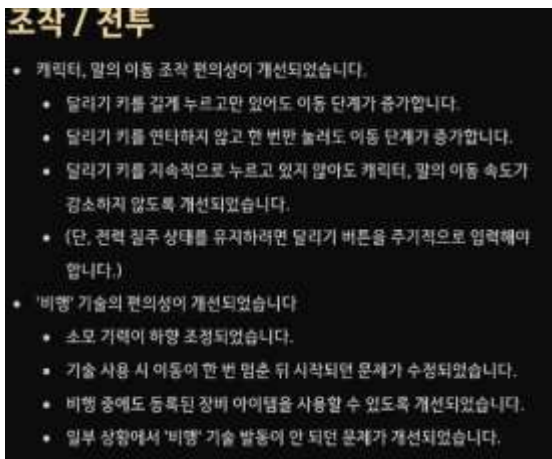 조작 / 전투
• 캐릭터, 말의 이동 조작 편의성이 개선되었습니다.
• 달리기 키를 길게 누르고만 있어도 이동 단계가 증가합니다.
• 달리기 키를 연타하지 않고 한 번만 눌러도 이동 단계가 증가합니다.
• 달리기 키를 지속적으로 누르고 있지 않아도 캐릭터, 말의 이동 속도가
감소하지 않도록 개선되었습니다.
• (단, 전력 질주 상태를 유지하려면 달리기 버튼을 주기적으로 입력해야
합니다.)
• '비행' 기술의 편의성이 개선되었습니다
• 소모 기력이 하향 조정되었습니다.
• 기술 사용 시 이동이 한 번 멈춘 뒤 시작되던 문제가 수정되었습니다.
• 비행 중에도 등록된 장비 아이템을 사용할 수 있도록 개선되었습니다.
• 일부 상황에서 '비행' 기술 발동이 안 되던 문제가 개선되었습니다.